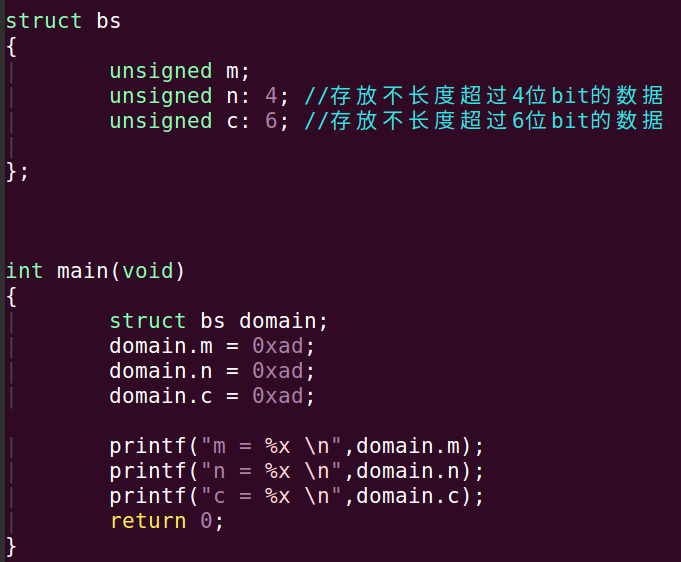 struct bs
{
unsigned m;
unsigned n: 4; //存放不长度超过4位bit的数据
unsigned c: 6; //存放不长度超过6位bit的数据
};
int main(void)
{
struct bs domain;
domain.m = 0xad;
domain.n = 0xad;
domain.c = 0xad;
printf("m = %x \n",domain.m);
printf("n = %x \n",domain.n);
printf("c = %x \n",domain.c);
return 0;
}